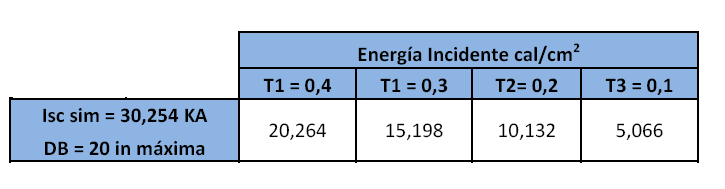 Energía Incidente cal/cm²
T1 = 0,4 T1 = 0,3 T2= 0,2 T3 = 0,1
Isc sim = 30,254 KA
DB = 20 in máxima
20,264 15,198 10,132 5,066